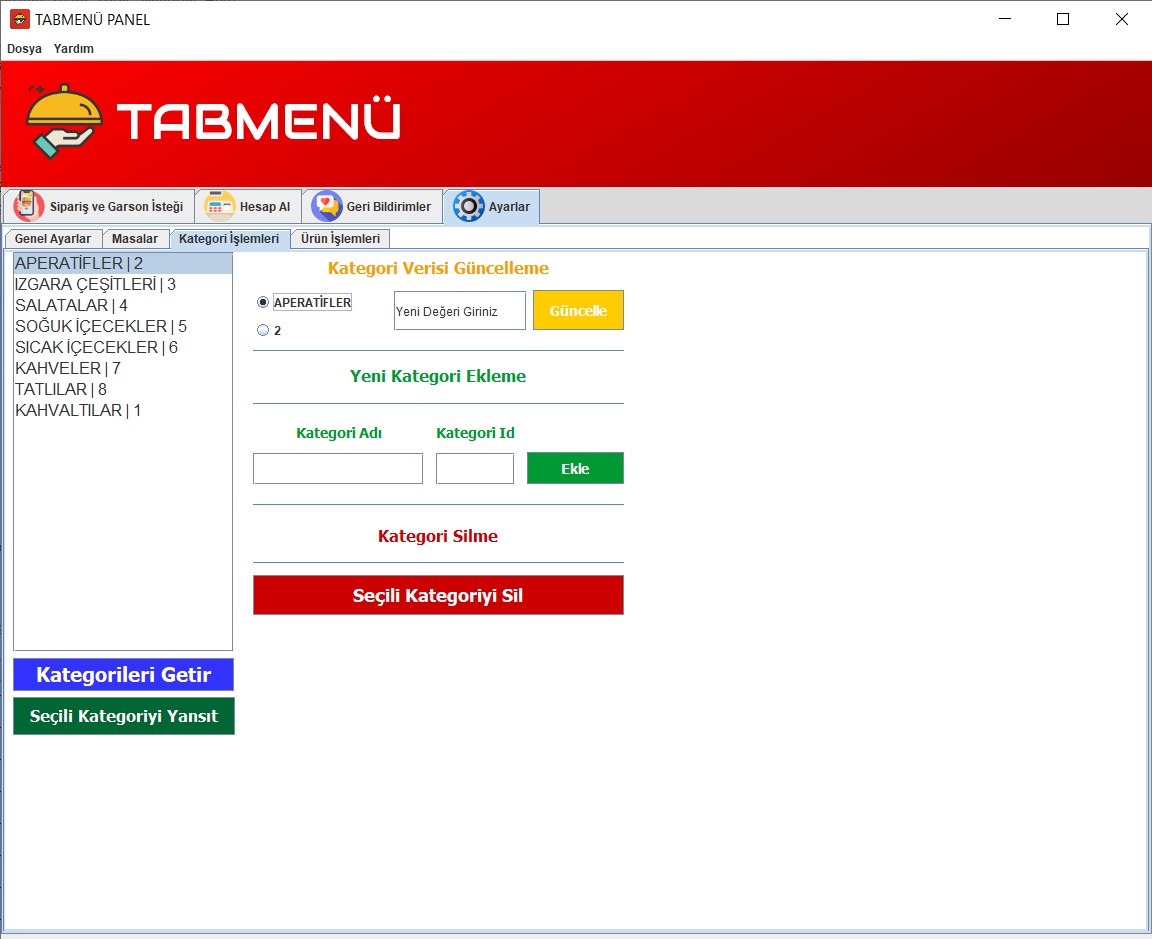 TABMENÜ PANEL
Dosya Yardım
TABMENÜ
Sipariş ve Garson İsteği Hesap Al Geri Bildirimler Ayarlar
Genel Ayarlar Masalar Kategori İşlemleri Ürün İşlemleri
APERATİFLER | 2
IZGARA ÇEŞİTLERİ | 3
SALATALAR | 4
SOĞUK İÇECEKLER | 5
SICAK İÇECEKLER | 6
KAHVELER | 7
TATLILAR | 8
KAHVALTILAR | 1
Kategorileri Getir
Seçili Kategoriyi Yansıt
Kategori Verisi Güncelleme
APERATİFLER
2
Yeni Değeri Giriniz
Güncelle
Yeni Kategori Ekleme
Kategori Adı Kategori Id
Ekle
Kategori Silme
Seçili Kategoriyi Sil